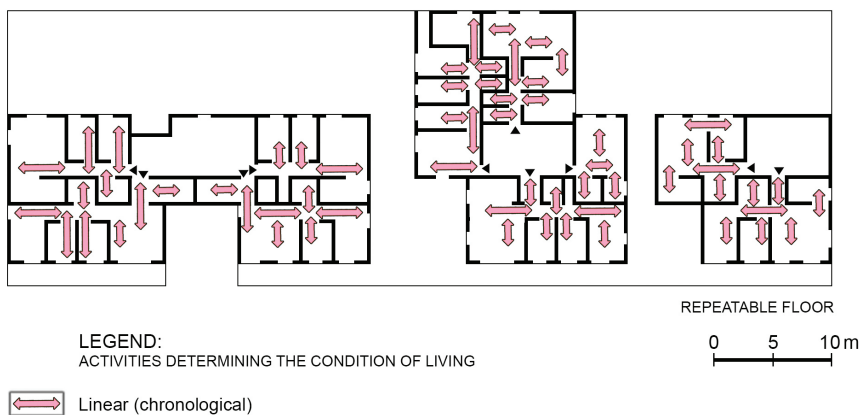 REPEATABLE FLOOR
LEGEND:
0 5 10 m
ACTIVITIES DETERMINING THE CONDITION OF LIVING
Linear (chronological)